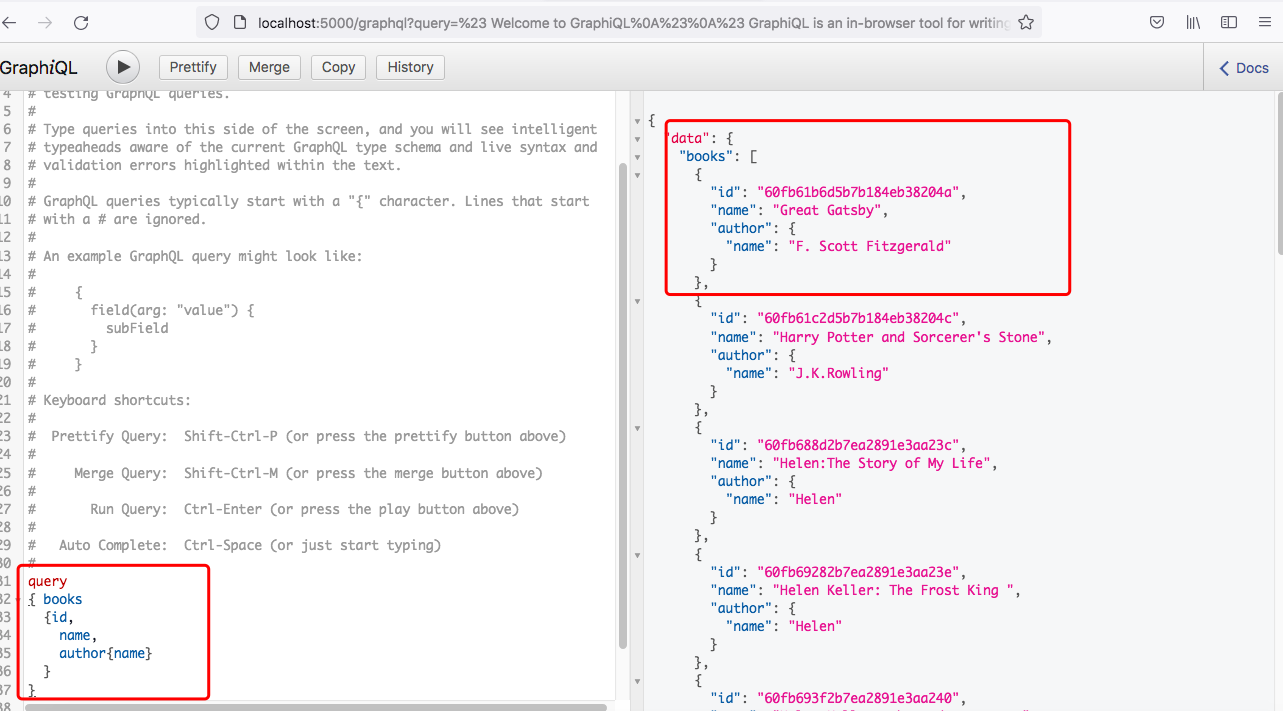 localhost:5000/graphql?query=%23 Welcome to GraphiQL%0A%23%0A%23 GraphiQL is an in-browser tool for writing
GraphiQL Prettify Merge Copy History Docs
4 # testing GraphQL queries.
5 #
6 # Type queries into this side of the screen, and you will see intelligent
7 # typeaheads aware of the current GraphQL type schema and live syntax and
8 # validation errors highlighted within the text.
9 #
10 # GraphQL queries typically start with a "{" character. Lines that start
11 # with a # are ignored.
12 #
13 # An example GraphQL query might look like:
14 #
15 #     {
16 #       field(arg: "value") {
17 #         subField
18 #       }
19 #     }
20 #
21 # Keyboard shortcuts:
22 #
23 #  Prettify Query:  Shift-Ctrl-P (or press the prettify button above)
24 #
25 #     Merge Query:  Shift-Ctrl-M (or press the merge button above)
26 #
27 #       Run Query:  Ctrl-Enter (or press the play button above)
28 #
29 #   Auto Complete:  Ctrl-Space (or just start typing)
30 #
31 query
32 { books
33   {id,
34     name,
35     author{name}
36   }
37 }
38
{
"data": {
"books": [
{
"id": "60fb61b6d5b7b184eb38204a",
"name": "Great Gatsby",
"author": {
"name": "F. Scott Fitzgerald"
}
},
{
"id": "60fb61c2d5b7b184eb38204c",
"name": "Harry Potter and Sorcerer's Stone",
"author": {
"name": "J.K.Rowling"
}
},
{
"id": "60fb688d2b7ea2891e3aa23c",
"name": "Helen:The Story of My Life",
"author": {
"name": "Helen"
}
},
{
"id": "60fb69282b7ea2891e3aa23e",
"name": "Helen Keller: The Frost King ",
"author": {
"name": "Helen"
}
},
{
"id": "60fb693f2b7ea2891e3aa240",